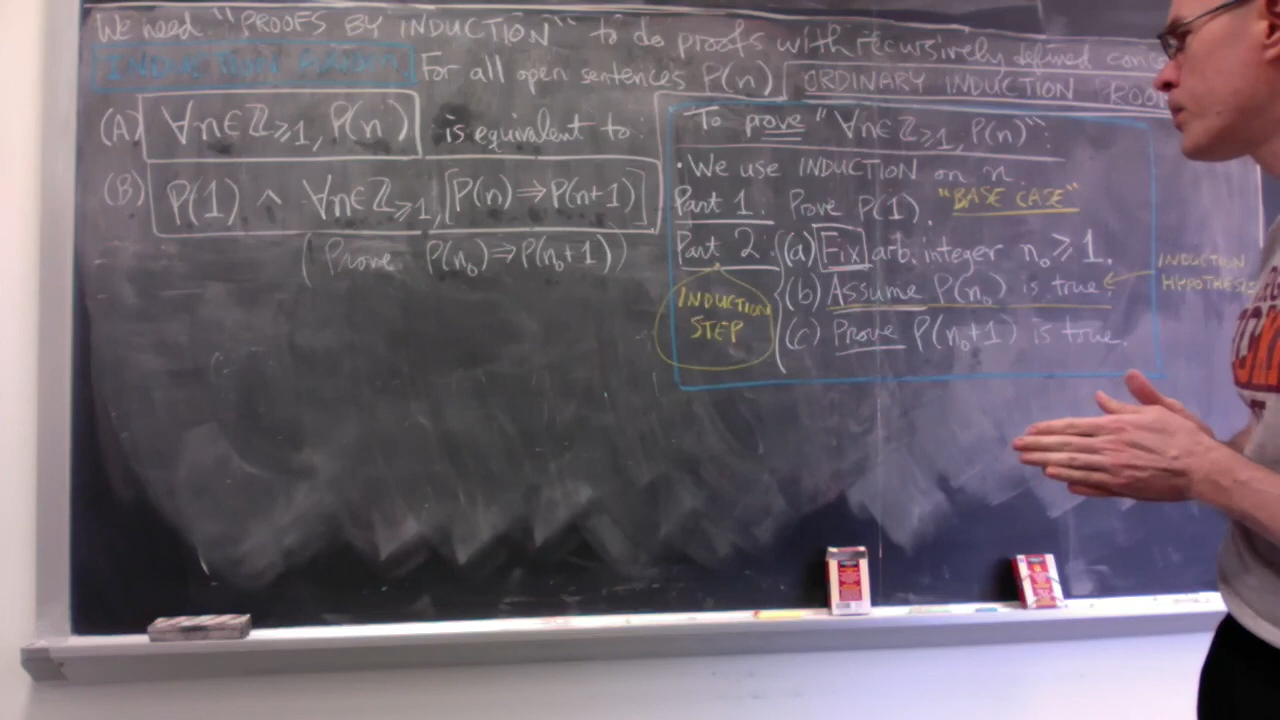 We need "PROOFS BY INDUCTION" to do proofs with recursively defined
INDUCTION For all open sentences P(n)
(A) ∀n∈ℤ≥1, P(n) is equivalent to:
(B) P(1) ∧ ∀n∈ℤ≥1, [P(n)⇒P(n+1)]
(Prove P(n₀)⇒P(n₀+1))
ORDINARY INDUCTION
To prove "∀n∈ℤ≥1, P(n)":
• We use INDUCTION on n.
Part 1. Prove P(1). "BASE CASE"
Part 2. (a) Fix arb. integer n₀ ≥ 1.
(b) Assume P(n₀) is true.
(c) Prove P(n₀+1) is true.
INDUCTION
STEP
INDUCTION
HYPOTHESIS